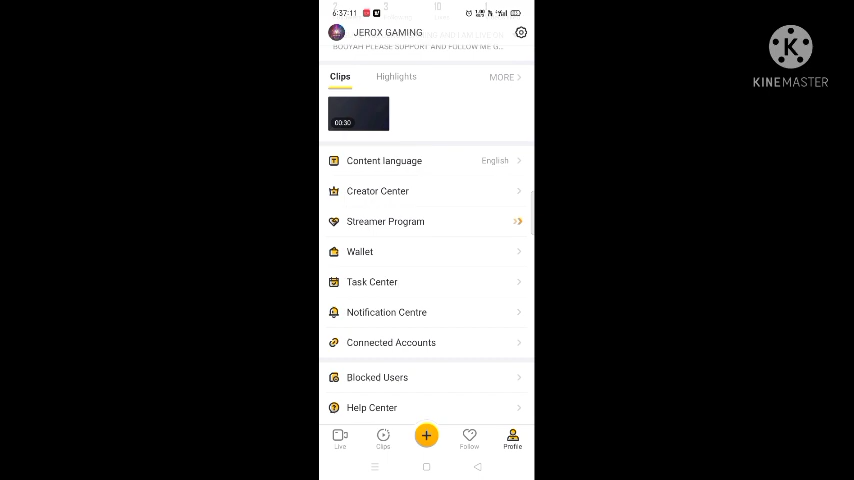 6:37:11
JEROX GAMING
BOOYAH PLEASE SUPPORT AND FOLLOW ME G...
Clips
Highlights
MORE
00:30
Content language
English
Creator Center
Streamer Program
Wallet
Task Center
Notification Centre
Connected Accounts
Blocked Users
Help Center
Live
Clips
Follow
Profile
K
KINEMASTER